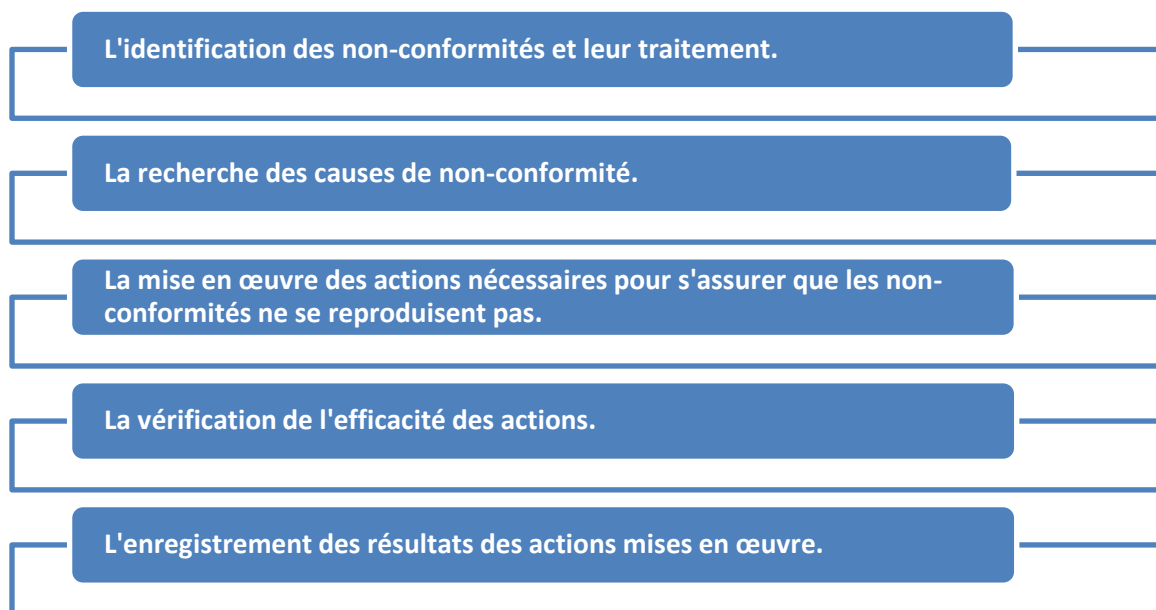 L'identification des non-conformités et leur traitement.
La recherche des causes de non-conformité.
La mise en œuvre des actions nécessaires pour s'assurer que les non-
conformités ne se reproduisent pas.
La vérification de l'efficacité des actions.
L'enregistrement des résultats des actions mises en œuvre.